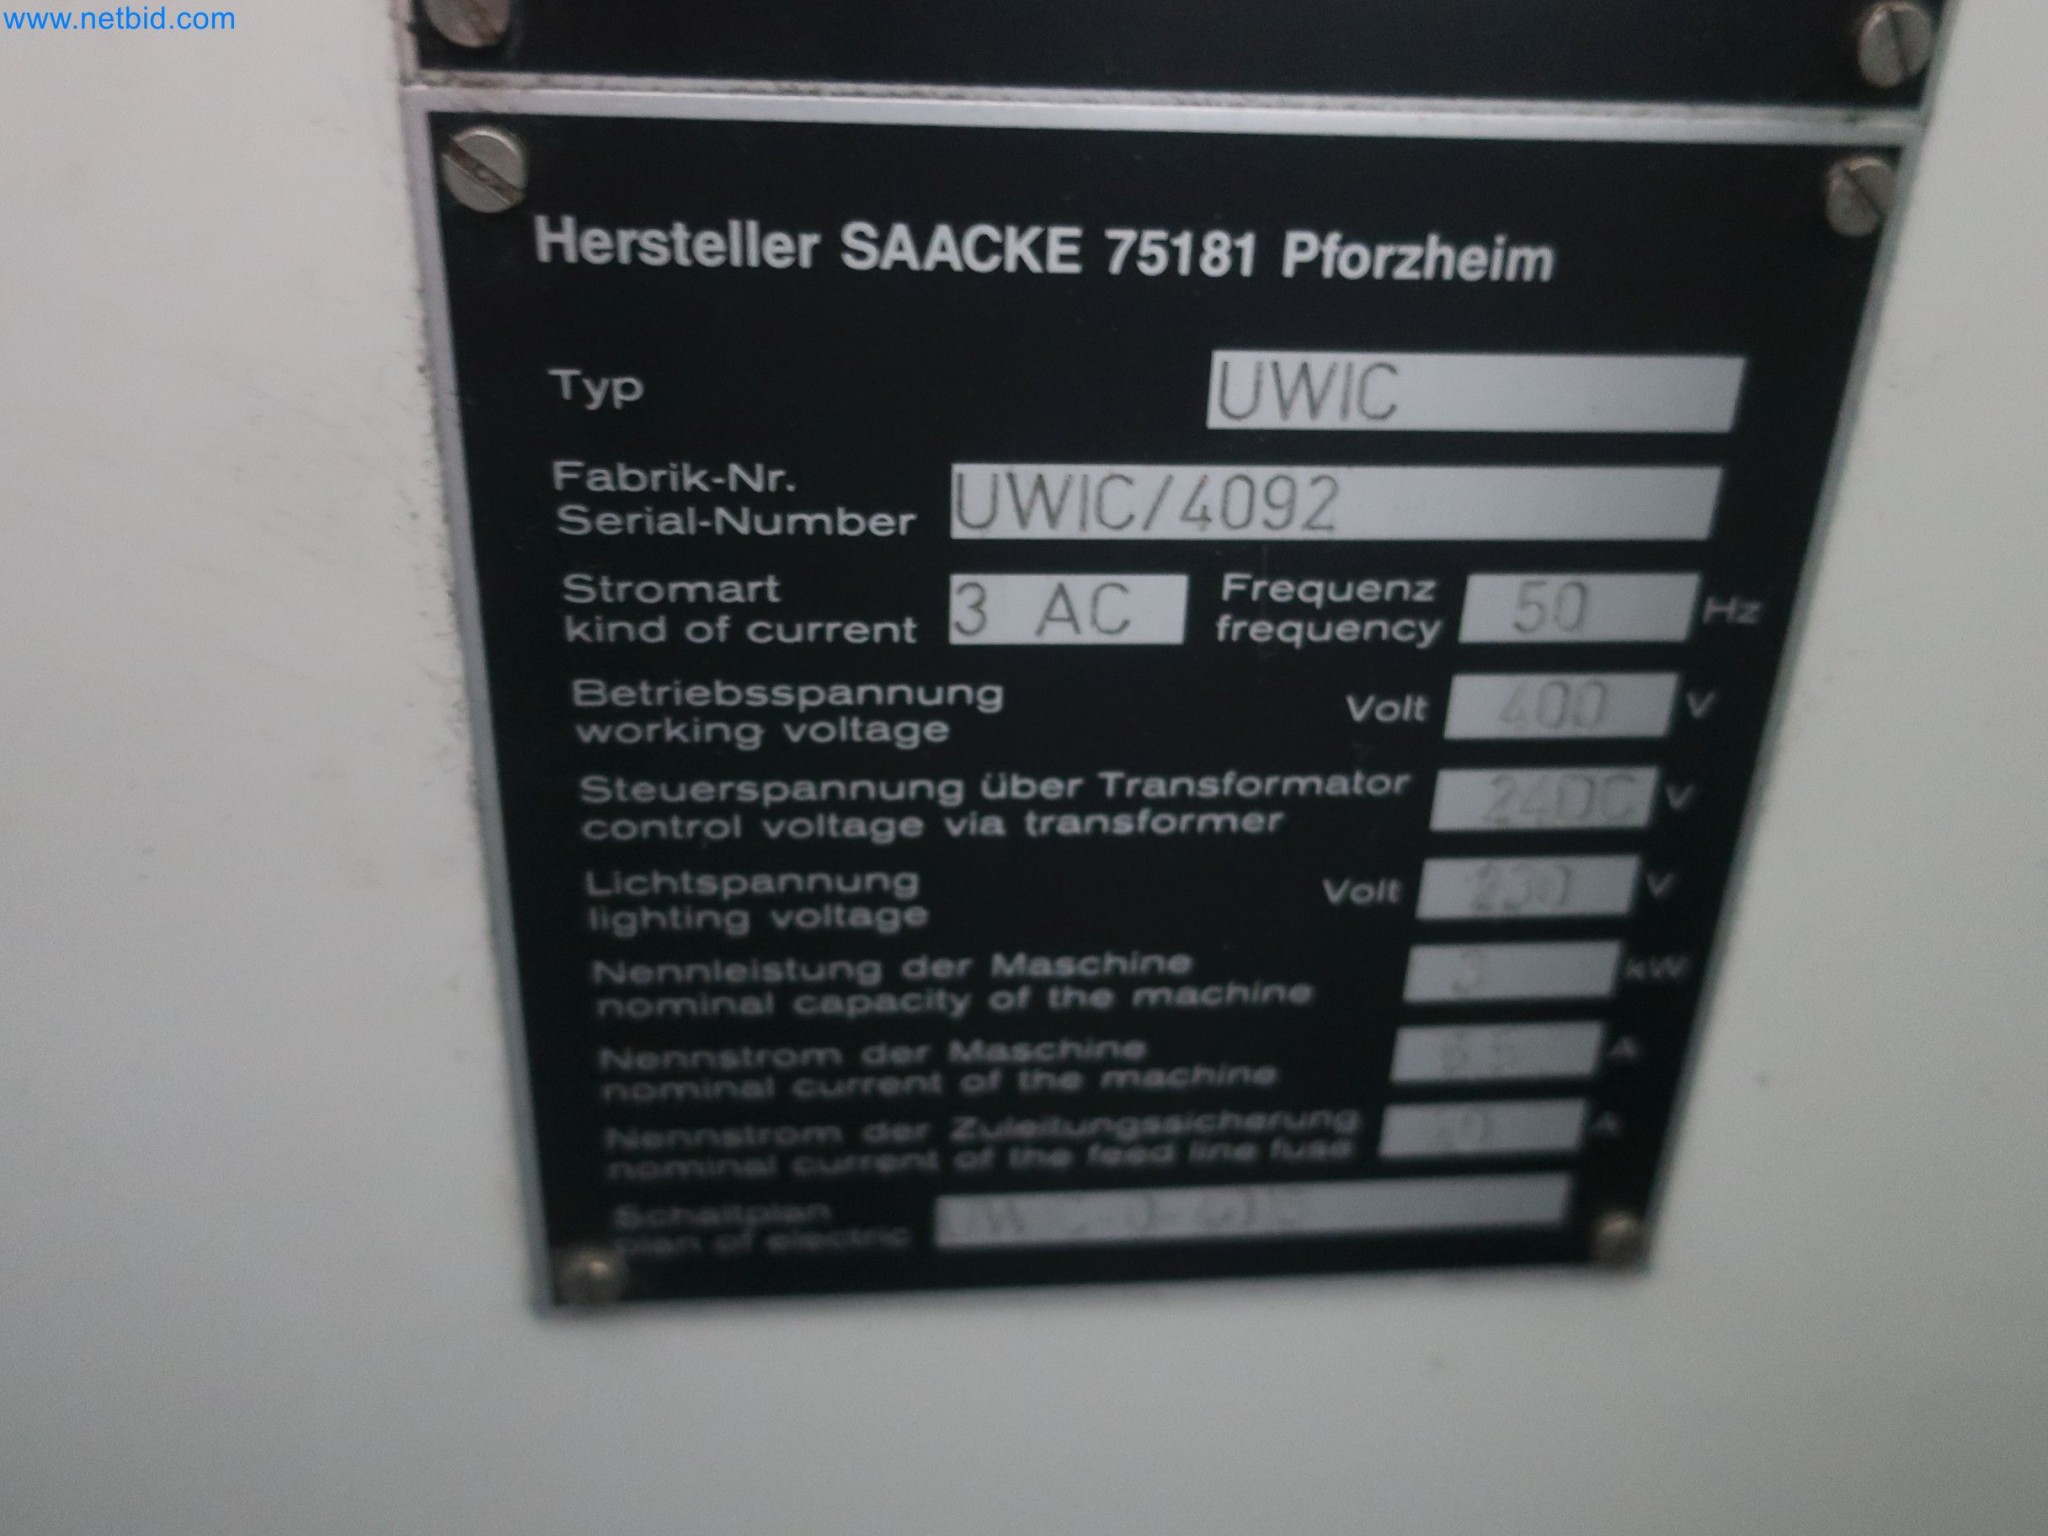 www.netbid.com
Hersteller SAACKE 75181 Pforzheim
Typ UWIC
Fabrik-Nr.
Serial-Number UWIC/4092
Stromart
kind of current 3 AC
Frequenz
frequency 50 Hz
Betriebsspannung
working voltage Volt 400 V
Steuerspannung über Transformator
control voltage via transformer 24DC V
Lichtspannung
lighting voltage Volt 230 V
Nennleistung der Maschine
nominal capacity of the machine 3 kW
Nennstrom der Maschine
nominal current of the machine A
Nennstrom der Zuleitungssicherung
nominal current of the feed line fuse A
Schaltplan
plan of electric